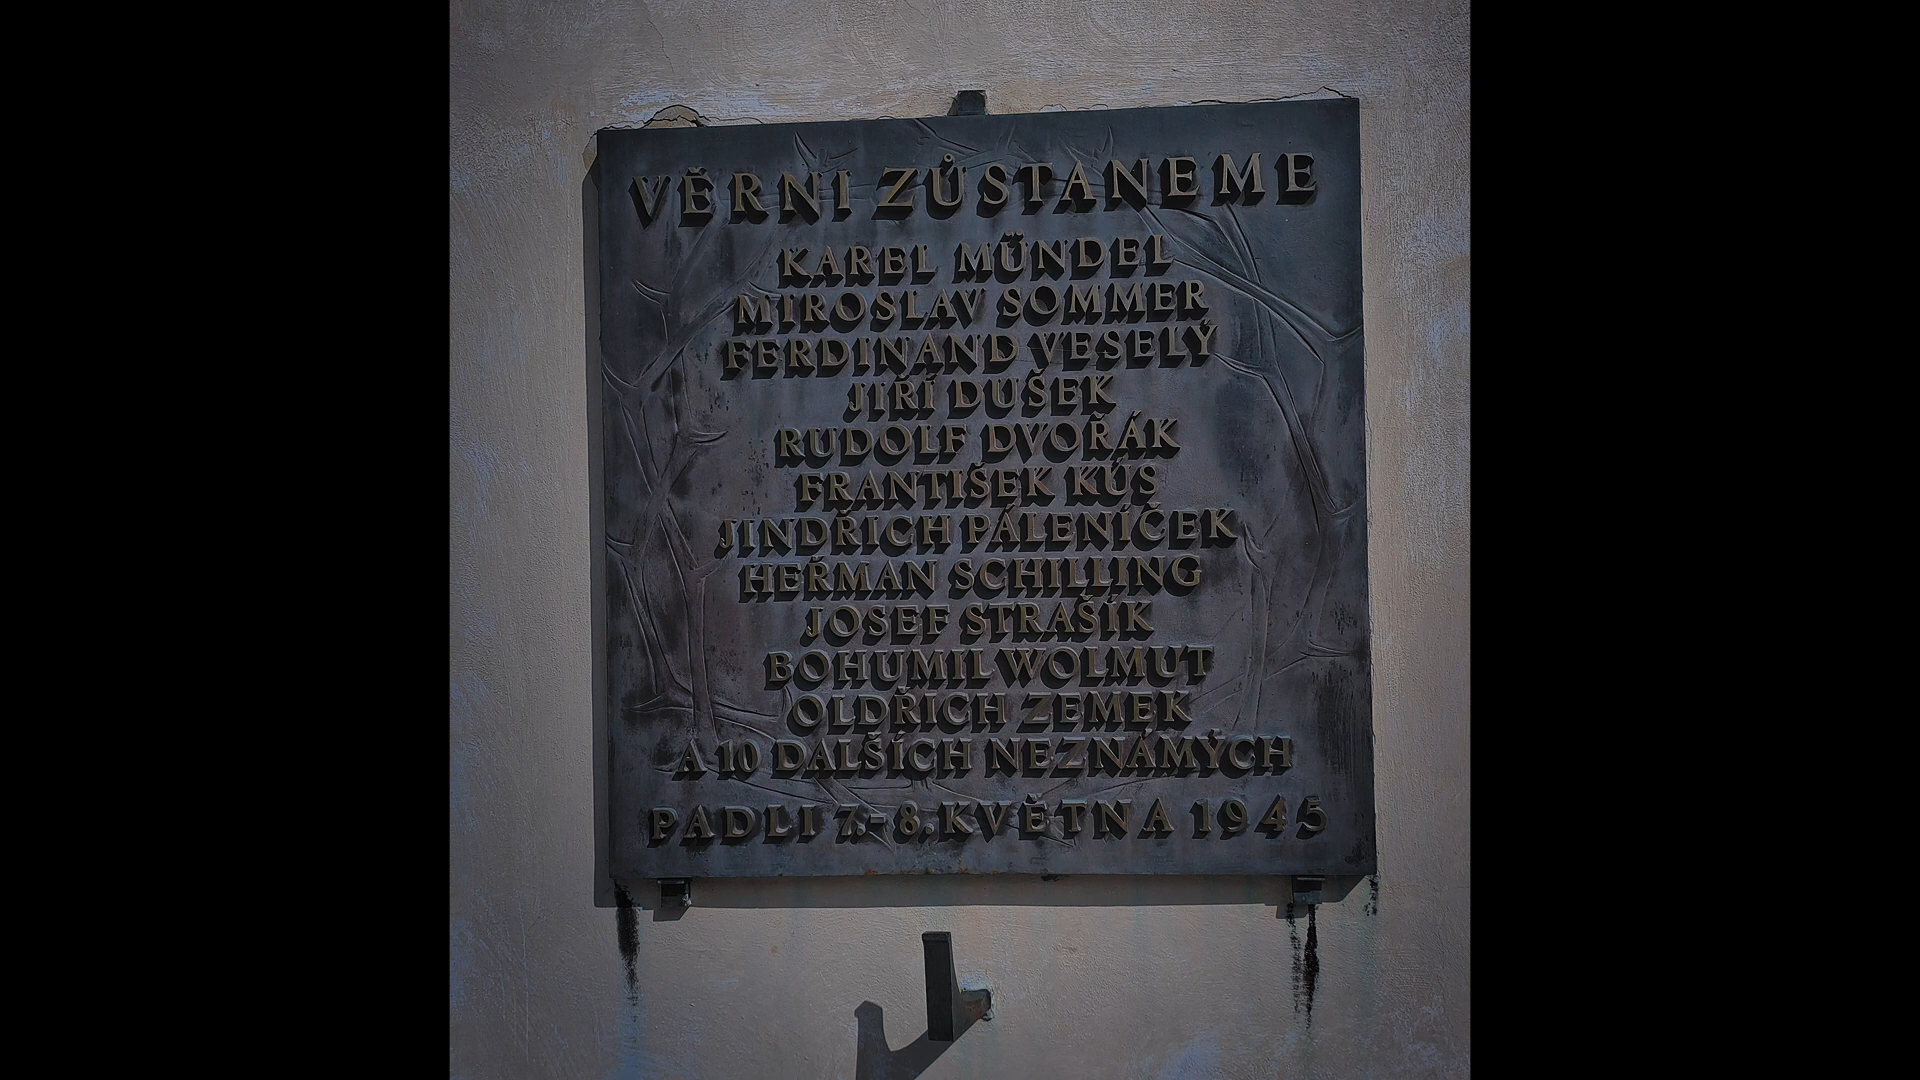 VĚRNI ZŮSTANEME
KAREL MÜNDEL
MIROSLAV SOMMER
FERDINAND VESELÝ
JIŘÍ DUŠEK
RUDOLF DVOŘÁK
FRANTIŠEK KÚS
JINDŘICH PÁLENÍČEK
HEŘMAN SCHILLING
JOSEF STRAŠÍK
BOHUMIL WOLMUT
OLDŘICH ZEMEK
A 10 DALŠÍCH NEZNÁMÝCH
PADLI 7.-8. KVĚTNA 1945